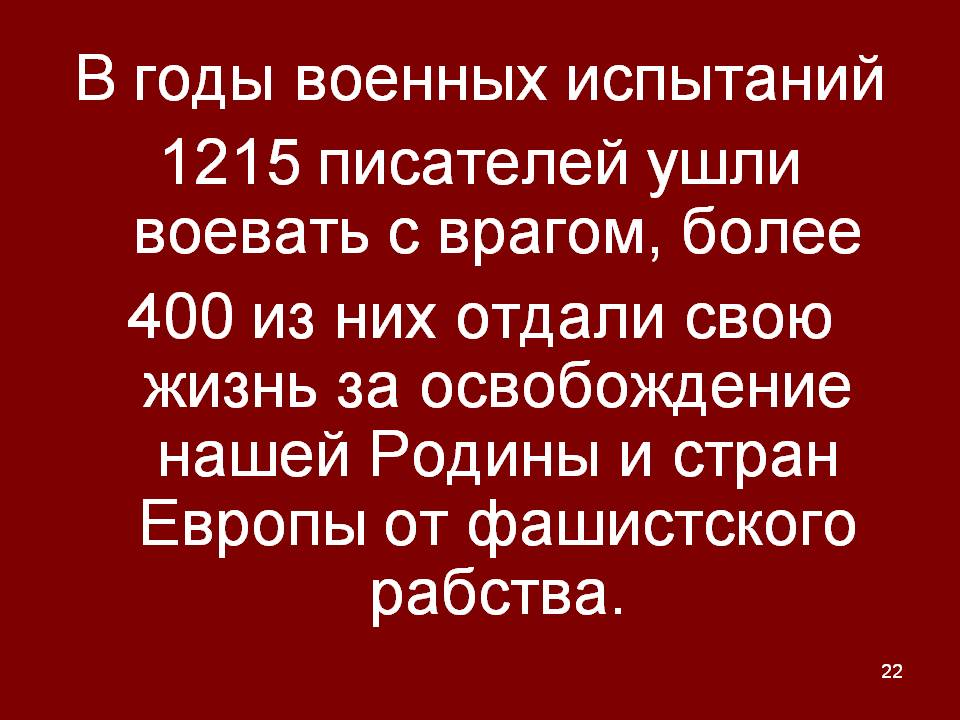 В годы военных испытаний
1215 писателей ушли
воевать с врагом, более
400 из них отдали свою
жизнь за освобождение
нашей Родины и стран
Европы от фашистского
рабства.
22